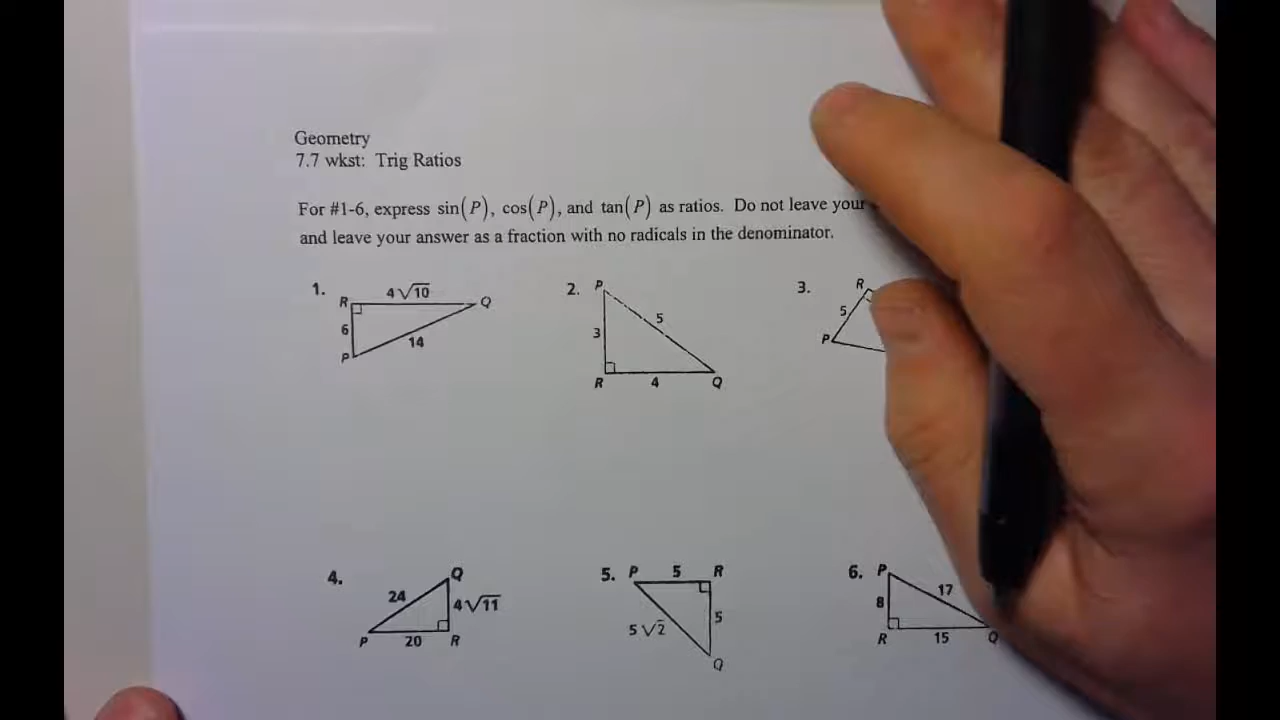 Geometry
7.7 wkst: Trig Ratios
For #1-6, express sin(P), cos(P), and tan(P) as ratios. Do not leave your
and leave your answer as a fraction with no radicals in the denominator.
1.
R
4√10
Q
6
14
P
2.
P
3
5
R
4
Q
3.
R
5
P
4.
Q
24
4√11
P
20
R
5.
P
5
R
5√2
5
Q
6.
P
17
8
R
15
Q